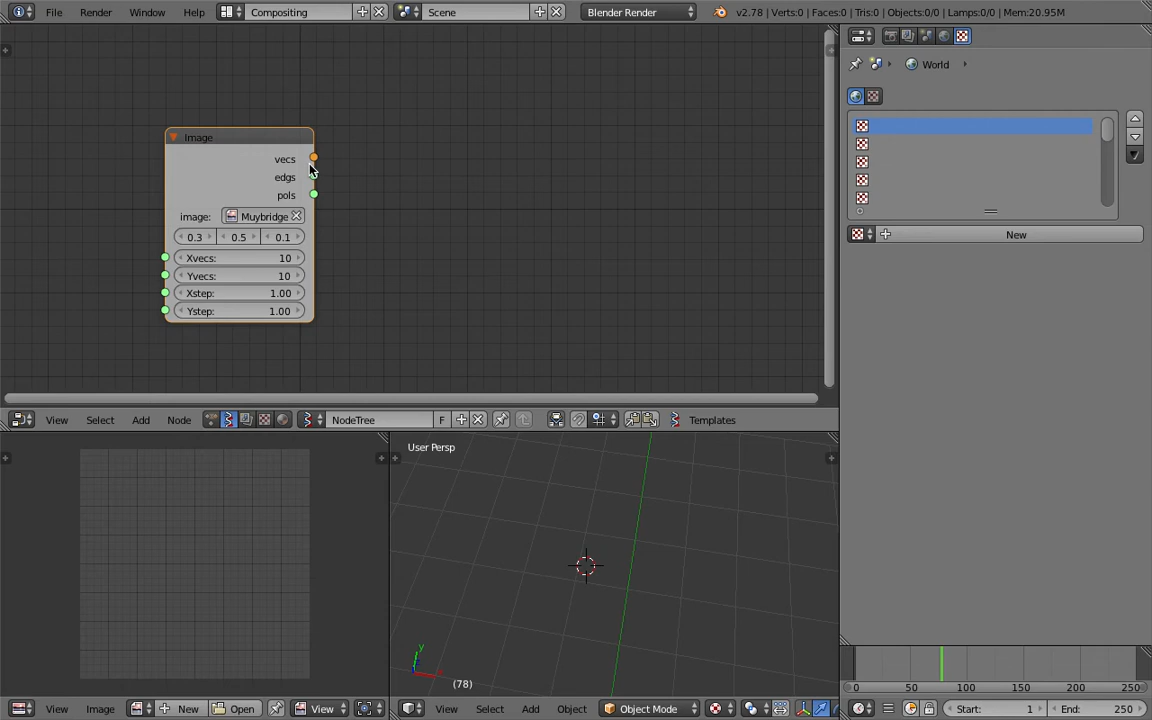 File Render Window Help Compositing Scene Blender Render v2.78 | Verts:0 | Faces:0 | Tris:0 | Objects:0/0 | Lamps:0/0 | Mem:20.95M
World
Image
vecs
edgs
pols
image: Muybridge
0.3 0.5 0.1
Xvecs: 10
Yvecs: 10
Xstep: 1.00
Ystep: 1.00
New
View Select Add Node NodeTree F Templates
User Persp
y
(78)
0 50 100 150 200 250
View Image New Open View
View Select Add Object Object Mode
Start: 1 End: 250